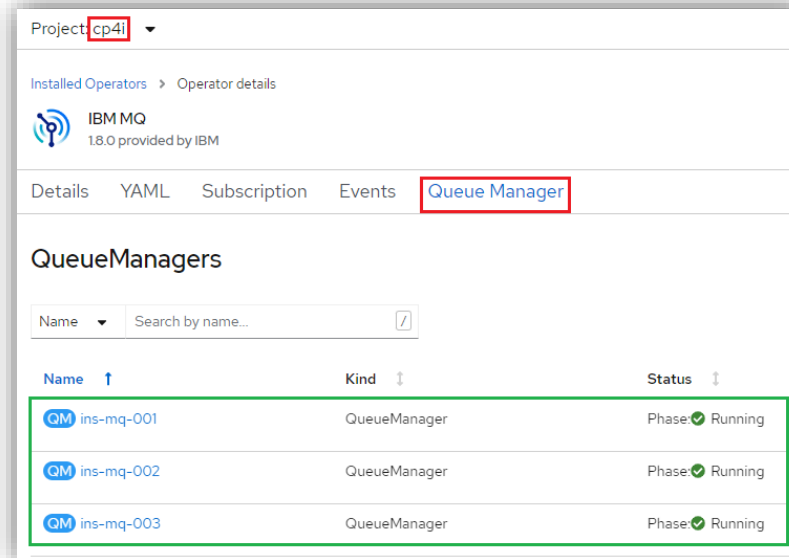 Project: cp4i
Installed Operators > Operator details
IBM MQ
1.8.0 provided by IBM
Details YAML Subscription Events Queue Manager
QueueManagers
Name Search by name... /
Name Kind Status
QM ins-mq-001 QueueManager Phase: Running
QM ins-mq-002 QueueManager Phase: Running
QM ins-mq-003 QueueManager Phase: Running